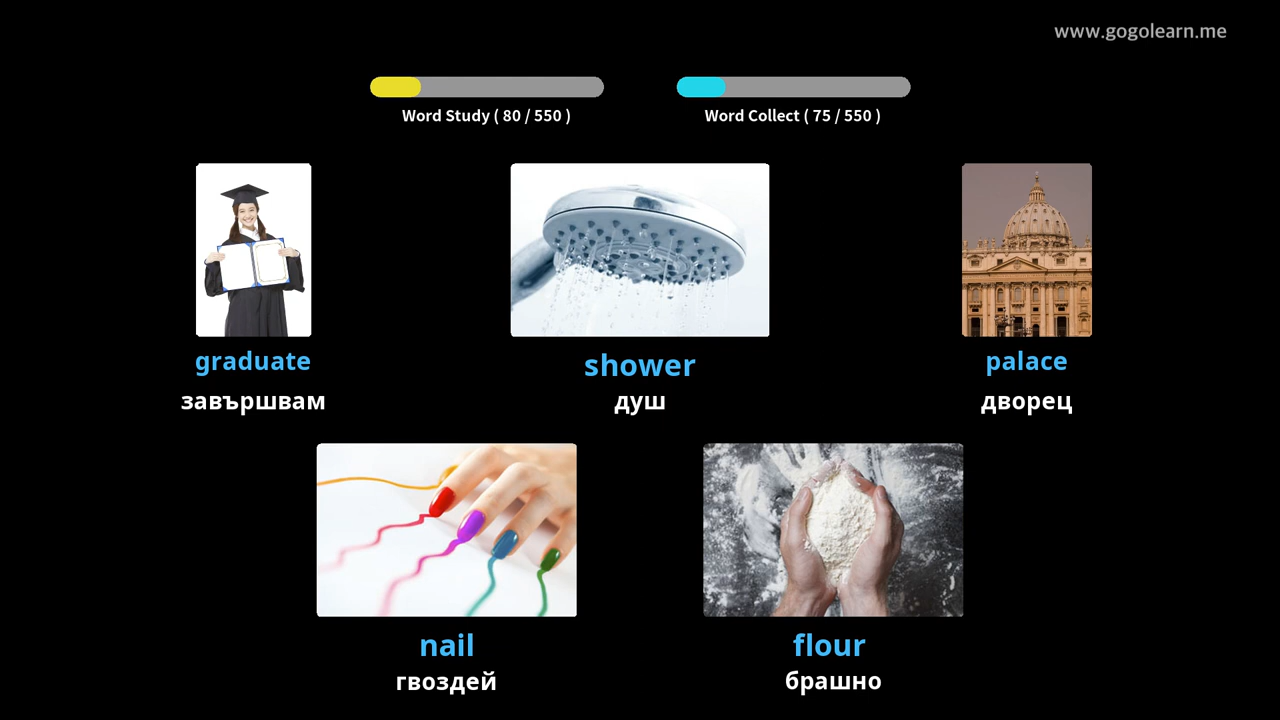 www.gogolearn.me
Word Study ( 80 / 550 )
Word Collect ( 75 / 550 )
graduate
завършвам
shower
душ
palace
дворец
nail
гвоздей
flour
брашно